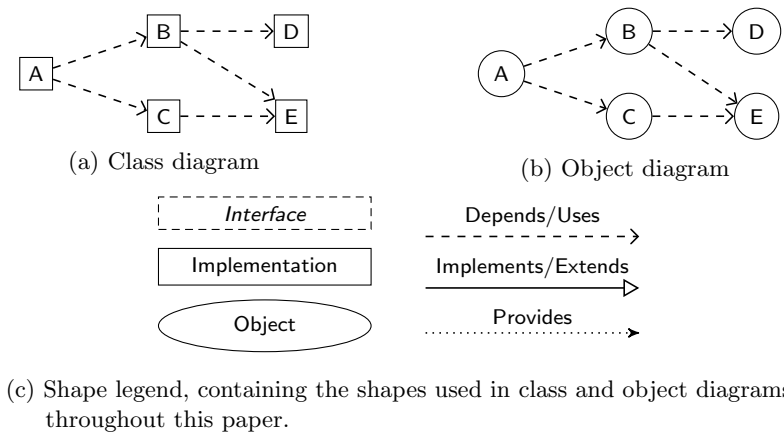 B
D
A
C
E
(a) Class diagram
B
D
A
C
E
(b) Object diagram
Interface
Depends/Uses
Implementation
Implements/Extends
Object
Provides
(c) Shape legend, containing the shapes used in class and object diagrams
throughout this paper.